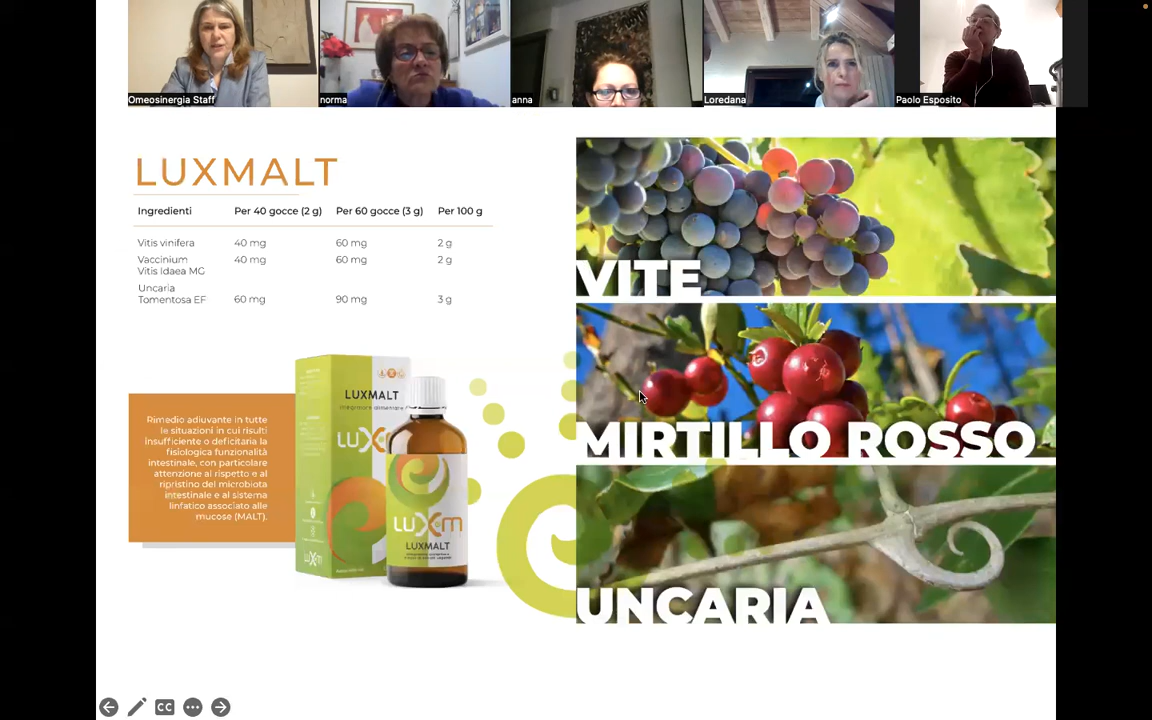 Omeosinergia Staff
norma
anna
Loredana
Paolo Esposito
LUXMALT
Ingredienti Per 40 gocce (2 g) Per 60 gocce (3 g) Per 100 g
Vitis vinifera 40 mg 60 mg 2 g
Vaccinium 40 mg 60 mg 2 g
Vitis Idaea MG
Uncaria
Tomentosa EF 60 mg 90 mg 3 g
Rimedio adiuvante in tutte
le situazioni in cui risulti
insufficiente o deficitaria la
fisiologica funzionalità
intestinale, con particolare
attenzione al rispetto e al
ripristino del microbiota
intestinale e al sistema
linfatico associato alle
mucose (MALT).
LUXMALT
integratore alimentare
luXm
LUXMALT
VITE
MIRTILLO ROSSO
UNCARIA
CC